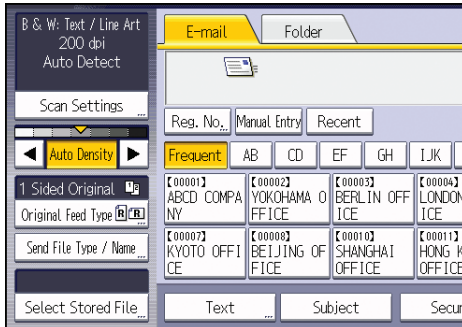 B & W: Text / Line Art
200 dpi
Auto Detect
Scan Settings
Auto Density
1 Sided Original
Original Feed Type
Send File Type / Name
Select Stored File
E-mail Folder
Reg. No. Manual Entry Recent
Frequent AB CD EF GH IJK
【00001】 【00002】 【00003】 【00004】
ABCD COMPA YOKOHAMA O BERLIN OFF LONDON
NY FFICE ICE ICE
【00007】 【00008】 【00010】 【00011】
KYOTO OFFI BEIJING OF SHANGHAI HONG K
CE FICE OFFICE OFFICE
Text Subject Secur